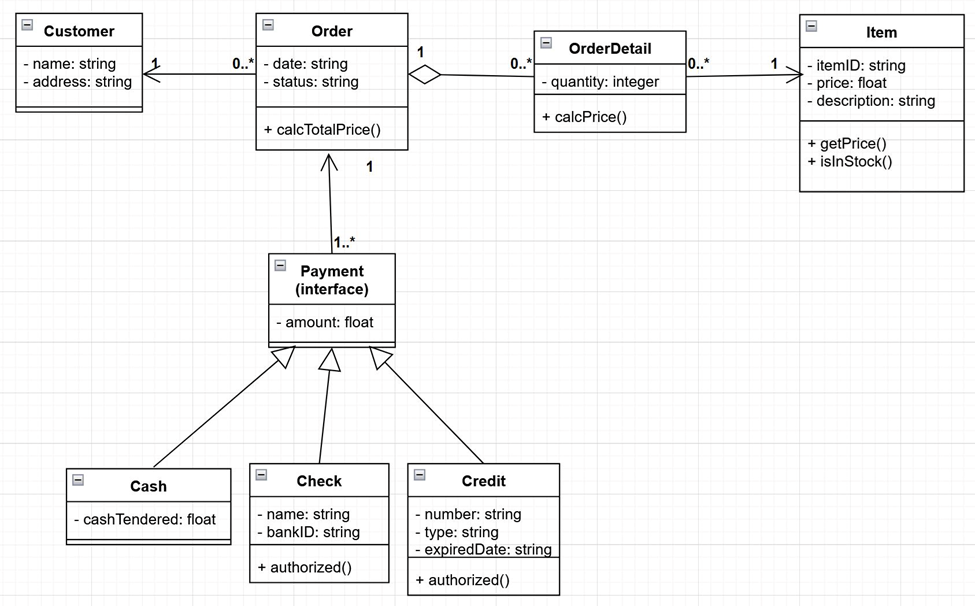 Customer
- name: string
- address: string
1
0..*
Order
- date: string
- status: string
+ calcTotalPrice()
1
0..*
OrderDetail
- quantity: integer
+ calcPrice()
0..*
1
Item
- itemID: string
- price: float
- description: string
+ getPrice()
+ isInStock()
1
1..*
Payment
(interface)
- amount: float
Cash
- cashTendered: float
Check
- name: string
- bankID: string
+ authorized()
Credit
- number: string
- type: string
- expiredDate: string
+ authorized()